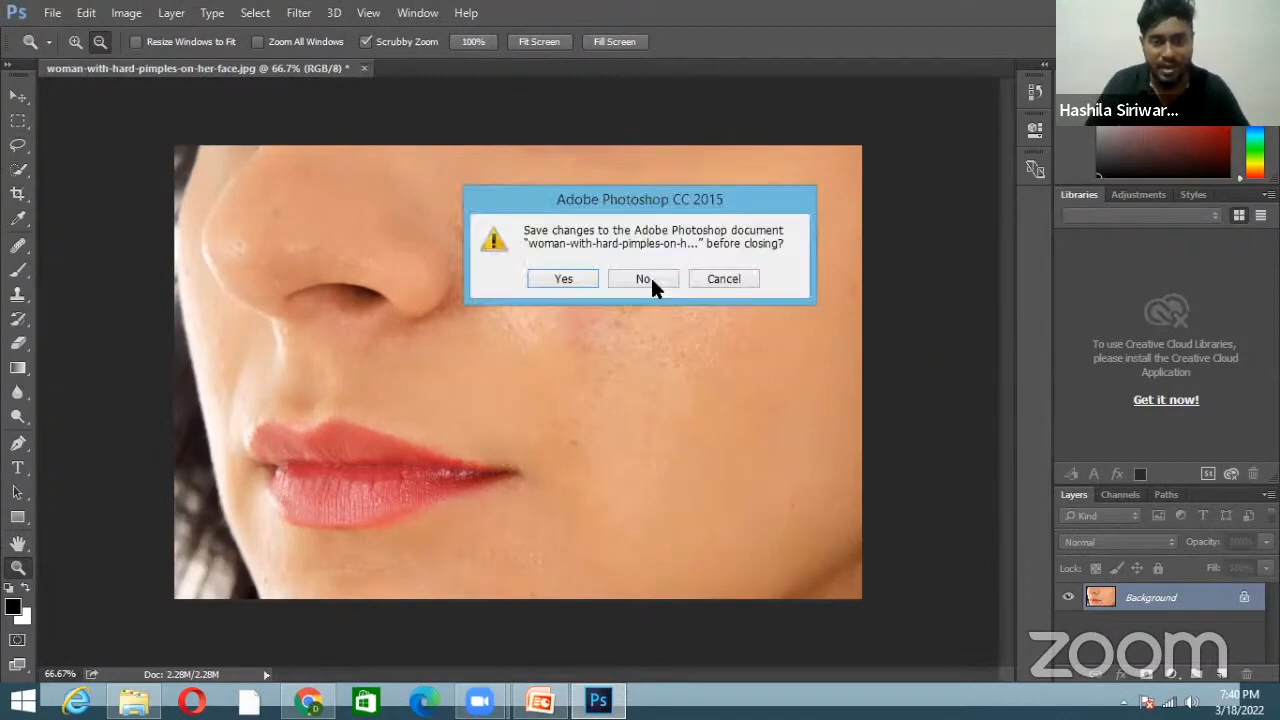 Ps File Edit Image Layer Type Select Filter 3D View Window Help
Resize Windows to Fit Zoom All Windows Scrubby Zoom 100% Fit Screen Fill Screen
woman-with-hard-pimples-on-her-face.jpg @ 66.7% (RGB/8) * ×
Hashila Siriwar...
Adobe Photoshop CC 2015
Save changes to the Adobe Photoshop document
“woman-with-hard-pimples-on-h...” before closing?
Yes No Cancel
Libraries Adjustments Styles
To use Creative Cloud Libraries,
please install the Creative Cloud
Application
Get it now!
St
Layers Channels Paths
Kind
Normal Opacity: 100%
Lock: Fill: 100%
Background
zoom
66.67% Doc: 2.28M/2.28M
Ps
7:40 PM
3/18/2022